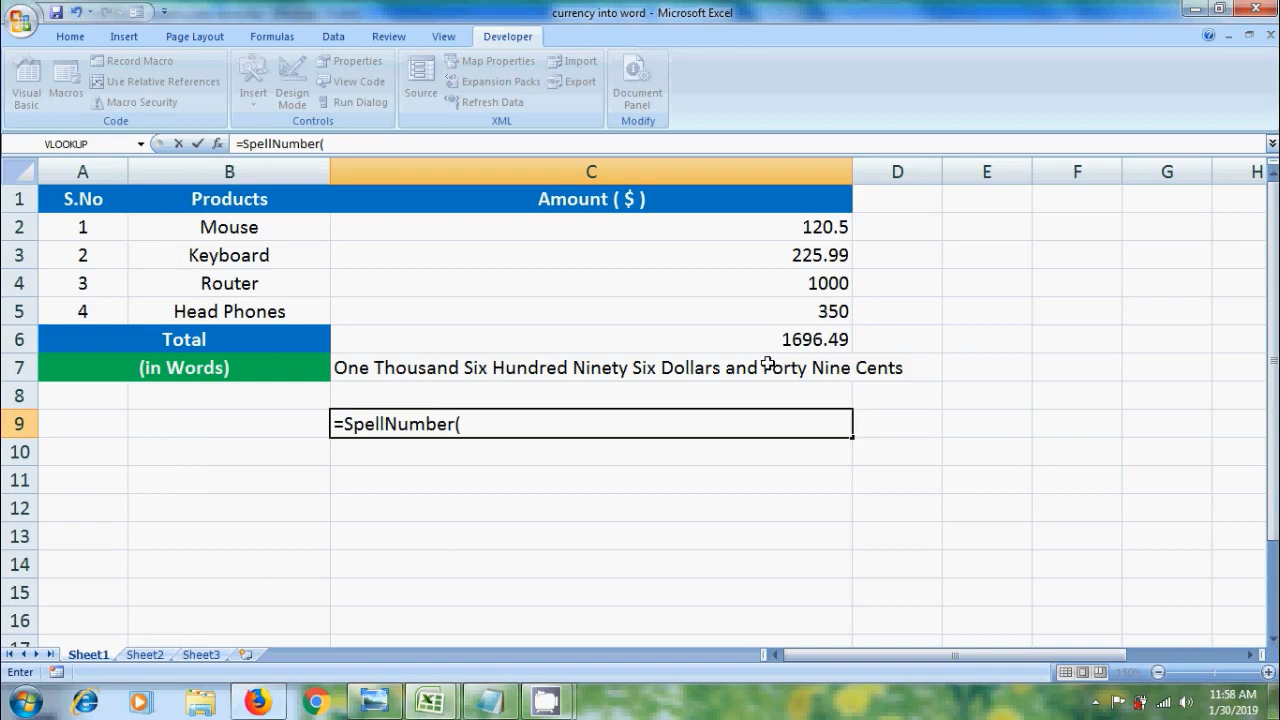 currency into word - Microsoft Excel
Home Insert Page Layout Formulas Data Review View Developer
Visual Basic Macros Record Macro Use Relative References Macro Security
Insert Design Mode Properties View Code Run Dialog
Source Map Properties Expansion Packs Refresh Data Import Export
Document Panel
Code Controls XML Modify
VLOOKUP =SpellNumber(
A B C D E F G H
1 S.No Products Amount ( $ )
2 1 Mouse 120.5
3 2 Keyboard 225.99
4 3 Router 1000
5 4 Head Phones 350
6 Total 1696.49
7 (in Words) One Thousand Six Hundred Ninety Six Dollars and Forty Nine Cents
8
9 =SpellNumber(
10
11
12
13
14
15
16
17
Sheet1 Sheet2 Sheet3
Enter 150%
11:58 AM
1/30/2019